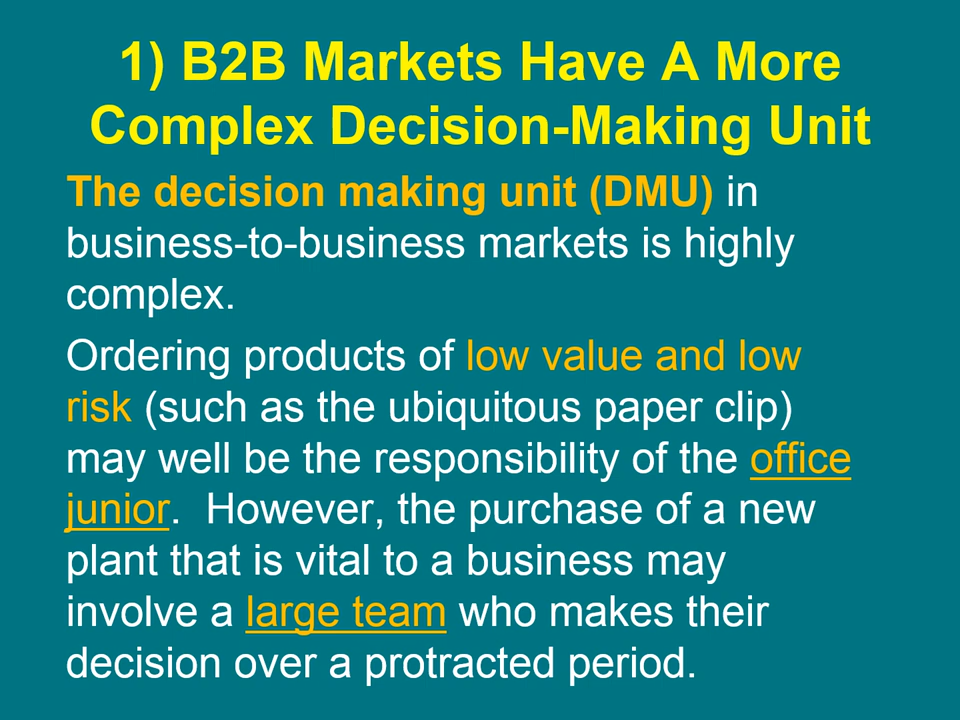 1) B2B Markets Have A More
Complex Decision-Making Unit
The decision making unit (DMU) in
business-to-business markets is highly
complex.
Ordering products of low value and low
risk (such as the ubiquitous paper clip)
may well be the responsibility of the office
junior.  However, the purchase of a new
plant that is vital to a business may
involve a large team who makes their
decision over a protracted period.